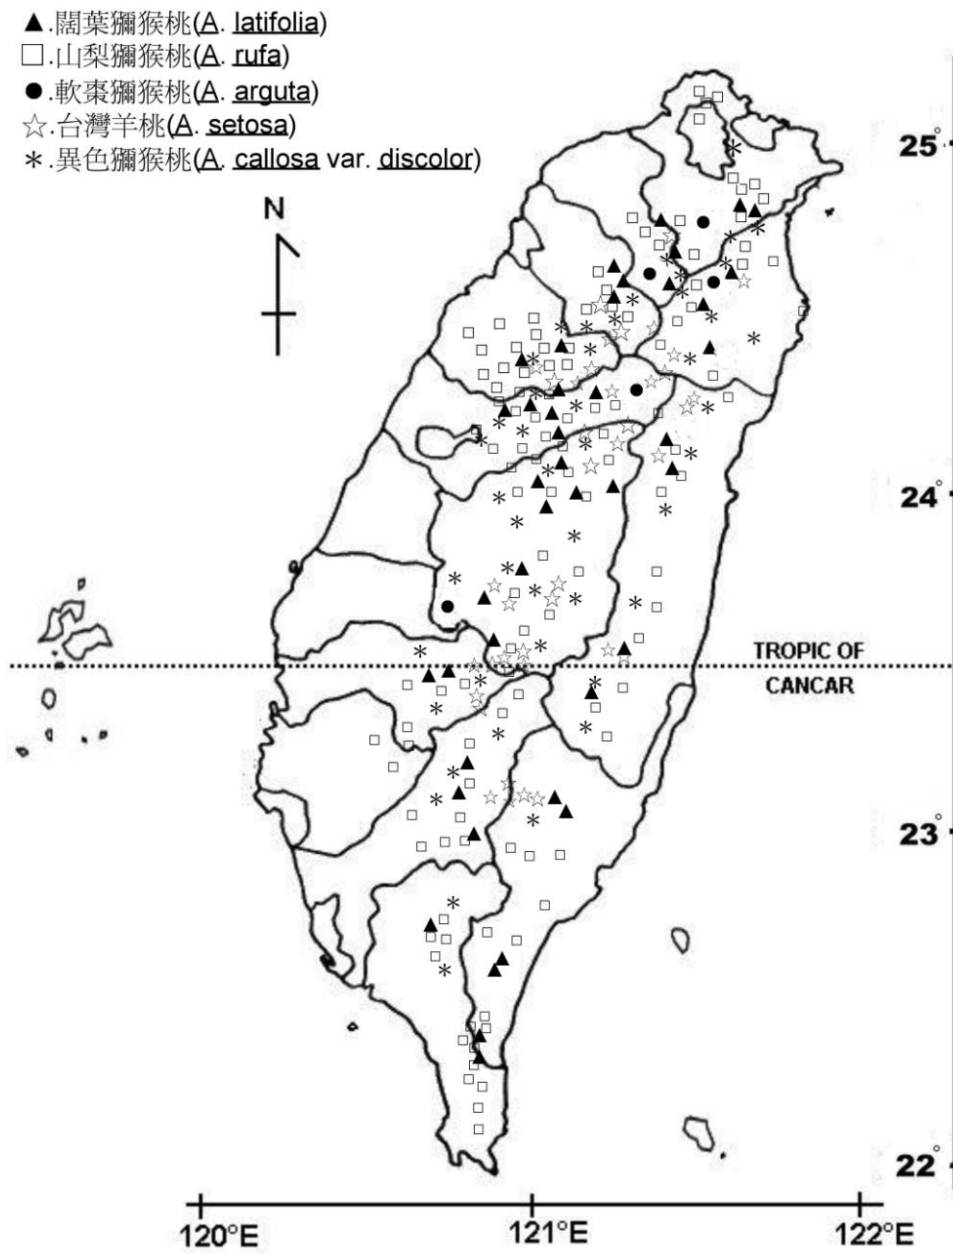 ▲.闊葉獼猴桃(A. latifolia)
□.山梨獼猴桃(A. rufa)
●.軟棗獼猴桃(A. arguta)
☆.台灣羊桃(A. setosa)
*.異色獼猴桃(A. callosa var. discolor)
N
25°
24°
TROPIC OF
CANCAR
23°
22°
120°E
121°E
122°E